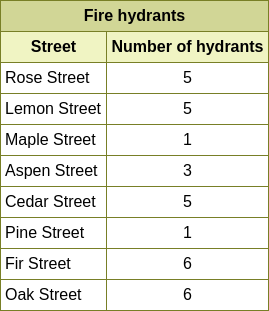 Fire hydrants
Street Number of hydrants
Rose Street 5
Lemon Street 5
Maple Street 1
Aspen Street 3
Cedar Street 5
Pine Street 1
Fir Street 6
Oak Street 6